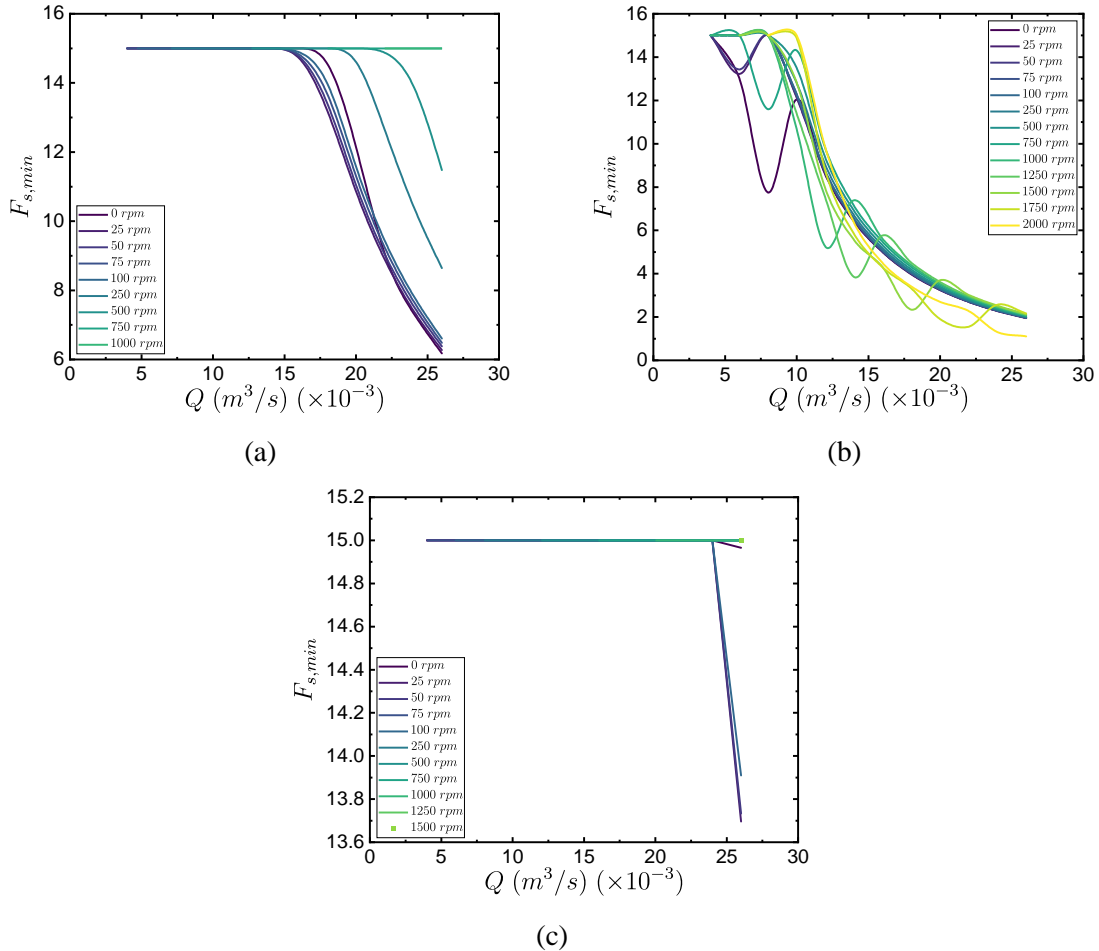 16
14
12
10
8
6
0 5 10 15 20 25 30
F_{s,min}
Q (m^3/s) (×10^{-3})
0 rpm
25 rpm
50 rpm
75 rpm
100 rpm
250 rpm
500 rpm
750 rpm
1000 rpm
(a)
16
14
12
10
8
6
4
2
0
0 5 10 15 20 25 30
F_{s,min}
Q (m^3/s) (×10^{-3})
0 rpm
25 rpm
50 rpm
75 rpm
100 rpm
250 rpm
500 rpm
750 rpm
1000 rpm
1250 rpm
1500 rpm
1750 rpm
2000 rpm
(b)
15.2
15.0
14.8
14.6
14.4
14.2
14.0
13.8
13.6
0 5 10 15 20 25 30
F_{s,min}
Q (m^3/s) (×10^{-3})
0 rpm
25 rpm
50 rpm
75 rpm
100 rpm
250 rpm
500 rpm
750 rpm
1000 rpm
1250 rpm
1500 rpm
(c)